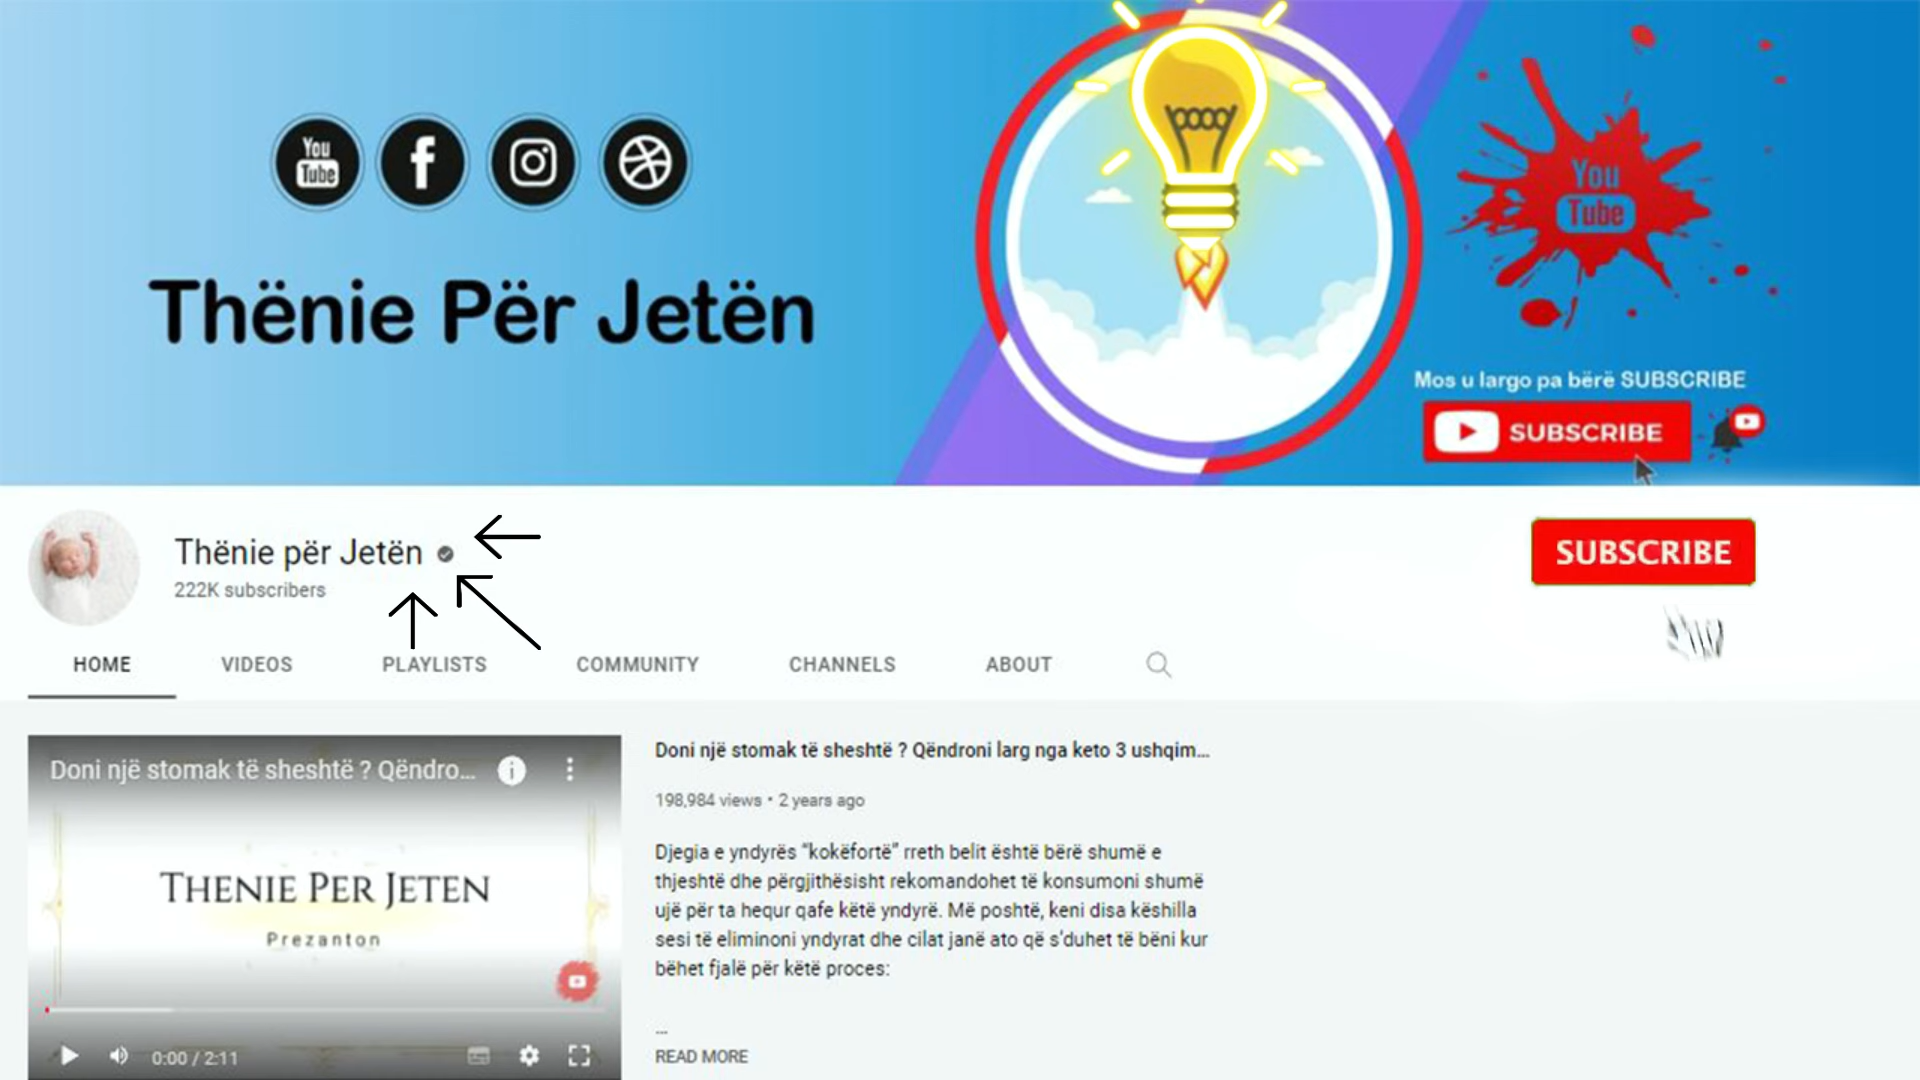 You
Tube
Thënie Për Jetën
You
Tube
Mos u largo pa bërë SUBSCRIBE
SUBSCRIBE
Thënie për Jetën
222K subscribers
SUBSCRIBE
HOME
VIDEOS
PLAYLISTS
COMMUNITY
CHANNELS
ABOUT
Doni një stomak të sheshtë ? Qëndro...
THENIE PER JETEN
Prezanton
0:00 / 2:11
Doni një stomak të sheshtë ? Qëndroni larg nga keto 3 ushqim...
198,984 views • 2 years ago
Djegia e yndyrës “kokëfortë” rreth belit është bërë shumë e
thjeshtë dhe përgjithësisht rekomandohet të konsumoni shumë
ujë për ta hequr qafe këtë yndyrë. Më poshtë, keni disa këshilla
sesi të eliminoni yndyrat dhe cilat janë ato që s'duhet të bëni kur
bëhet fjalë për këtë proces:
...
READ MORE